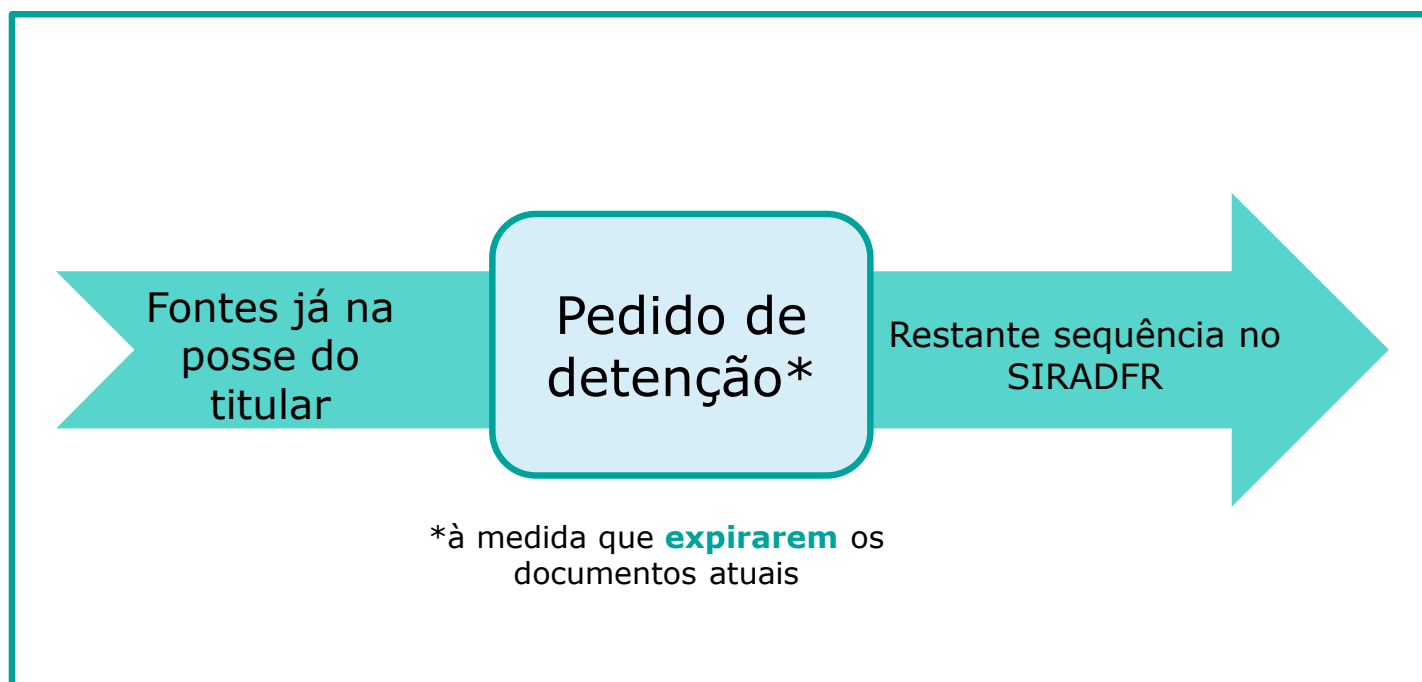 Fontes já na
posse do
titular
Pedido de
detenção*
Restante sequência no
SIRADFR
*à medida que expirarem os
documentos atuais